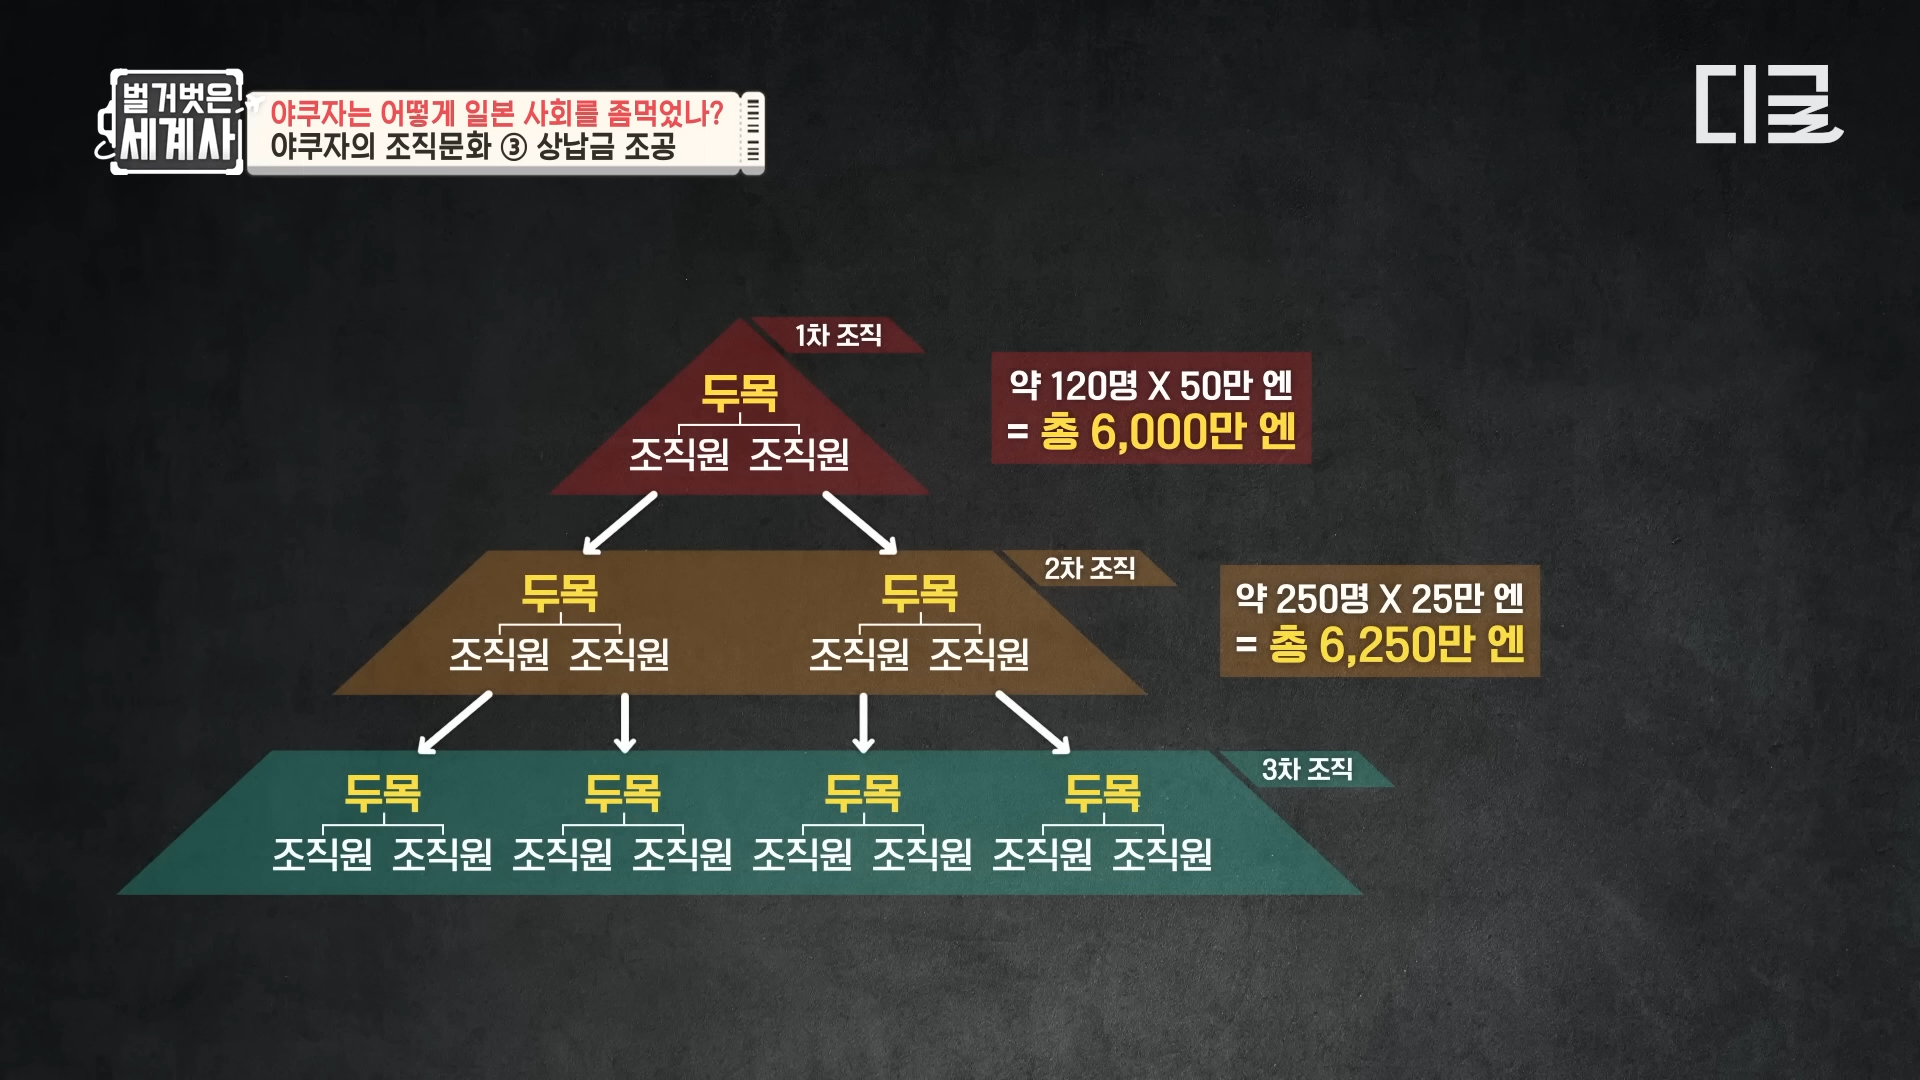 벌거벗은
세계사
야쿠자는 어떻게 일본 사회를 좀먹었나?
야쿠자의 조직문화 ③ 상납금 조공
디글
1차 조직
두목
조직원 조직원
약 120명 X 50만 엔
= 총 6,000만 엔
2차 조직
두목 두목
조직원 조직원 조직원 조직원
약 250명 X 25만 엔
= 총 6,250만 엔
3차 조직
두목 두목 두목 두목
조직원 조직원 조직원 조직원 조직원 조직원 조직원 조직원